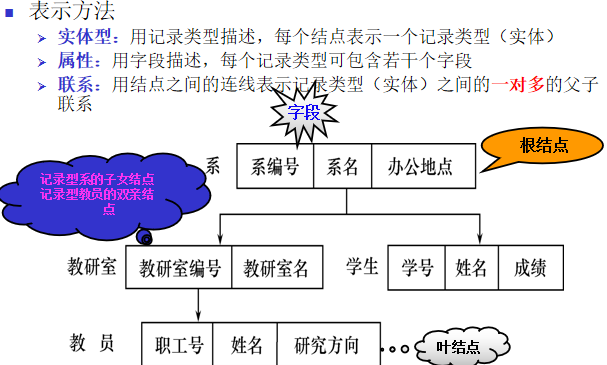 表示方法
实体型：用记录类型描述，每个结点表示一个记录类型（实体）
属性：用字段描述，每个记录类型可包含若干个字段
联系：用结点之间的连线表示记录类型（实体）之间的一对多的父子
联系
字段
根结点
系 系编号 系名 办公地点
记录型系的子女结点
记录型教员的双亲结
点
教研室 教研室编号 教研室名 学生 学号 姓名 成绩
教 员 职工号 姓名 研究方向
叶结点